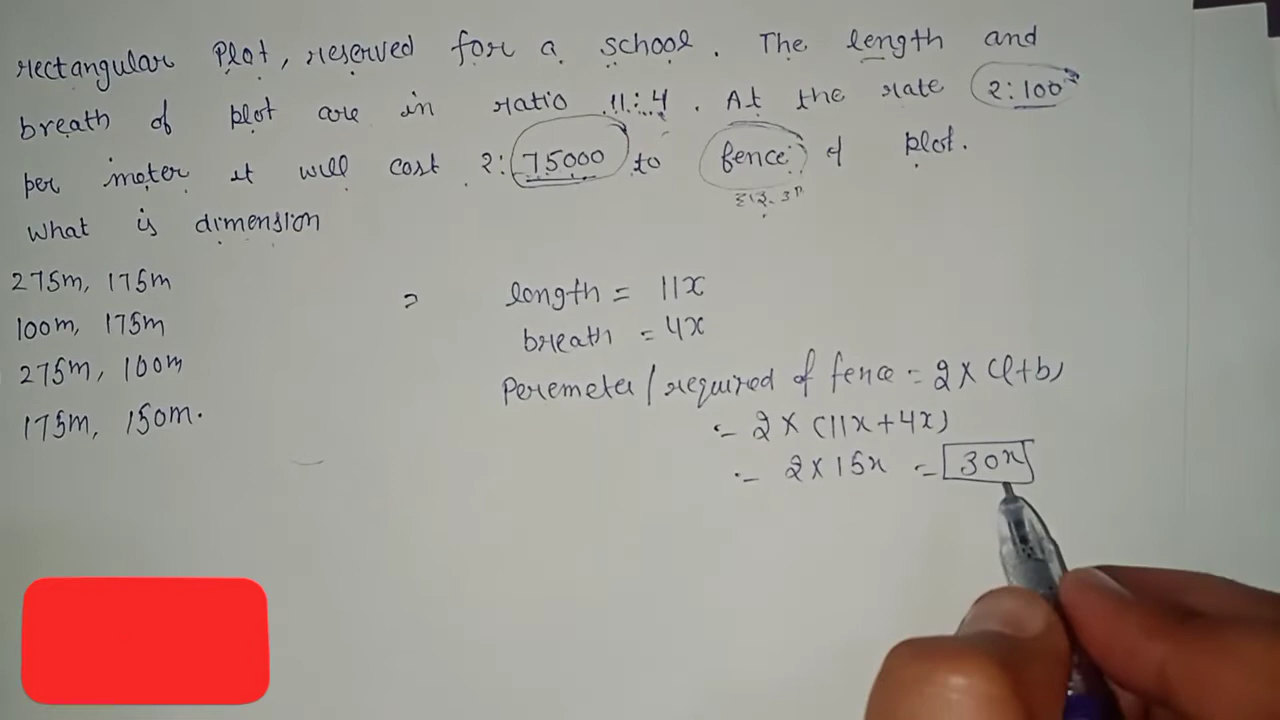 rectangular Plot, reserved for a school. The length and
breath of plot are in ratio 11:4. At the rate 2:100
per meter it will cost 2:75000 to fence of plot.
What is dimension
275m, 175m
100m, 175m
275m, 100m
175m, 150m.
= length = 11x
breath = 4x
Peremeter / required of fence = 2 x (l+b)
= 2 x (11x+4x)
= 2 x 15x = 30x